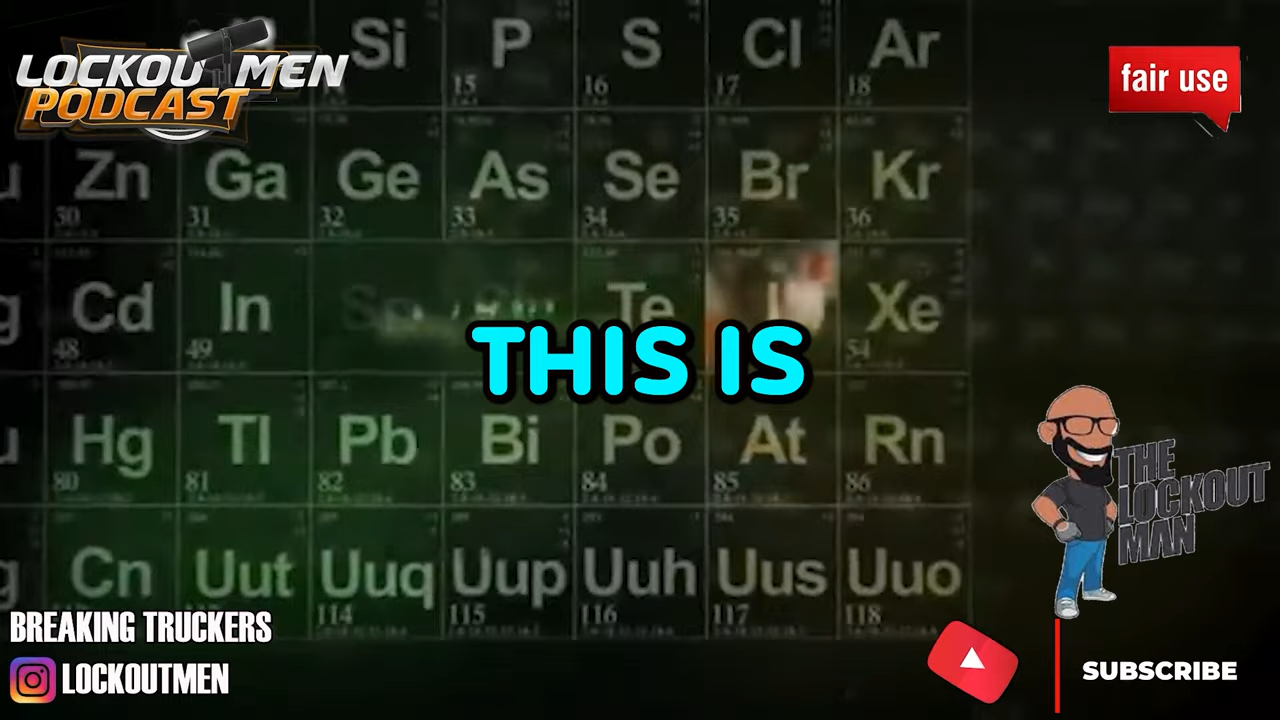 LOCKOUTMEN
PODCAST
fair use
Si P S Cl Ar
15 16 17 18
Zn Ga Ge As Se Br Kr
30 31 32 33 34 35 36
Cd In Te I Xe
48 49 54
THIS IS
Hg Tl Pb Bi Po At Rn
80 81 82 83 84 85 86
Cn Uut Uuq Uup Uuh Uus Uuo
114 115 116 117 118
THE
LOCKOUT
MAN
BREAKING TRUCKERS
LOCKOUTMEN
SUBSCRIBE